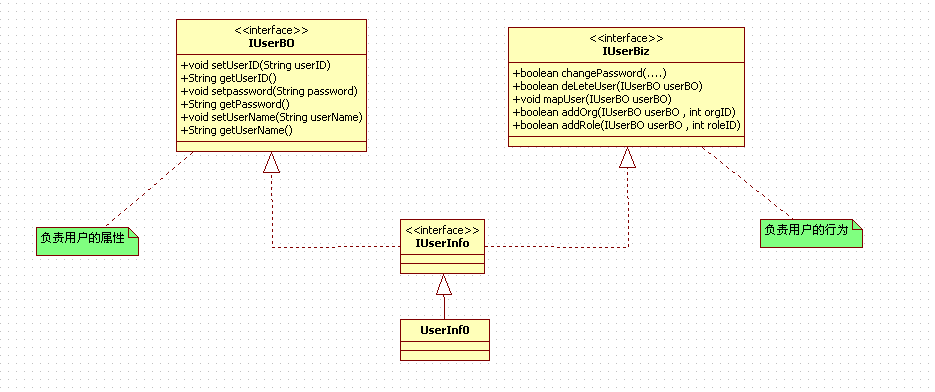 <<interface>>
IUserBO
+void setUserID(String userID)
+String getUserID()
+void setpassword(String password)
+String getPassword()
+void setUserName(String userName)
+String getUserName()
<<interface>>
IUserBiz
+boolean changePassword(....)
+boolean deLeteUser(IUserBO userBO)
+void mapUser(IUserBO userBO)
+boolean addOrg(IUserBO userBO , int orgID)
+boolean addRole(IUserBO userBO , int roleID)
负责用户的属性
<<interface>>
IUserInfo
负责用户的行为
UserInf0